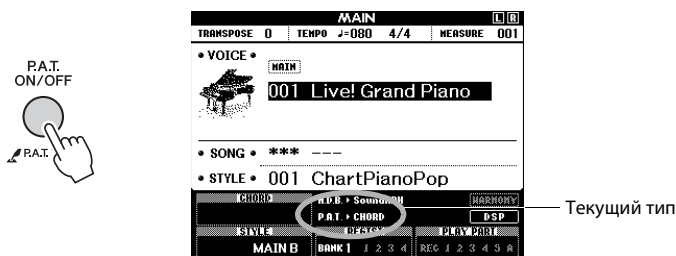 MAIN
L R
TRANSPOSE 0 TEMPO ♩=080 4/4 MEASURE 001
• VOICE •
MAIN
001 Live! Grand Piano
P.A.T.
ON/OFF
P.A.T.
• SONG • *** ---
• STYLE • 001 ChartPianoPop
CHORD M.D.B. ▸ HARMONY
P.A.T. ▸ CHORD DSP
Текущий тип
STYLE REGIST PLAY PART
MAIN B BANK 1 1 2 3 4 REC 1 2 3 4 5 A